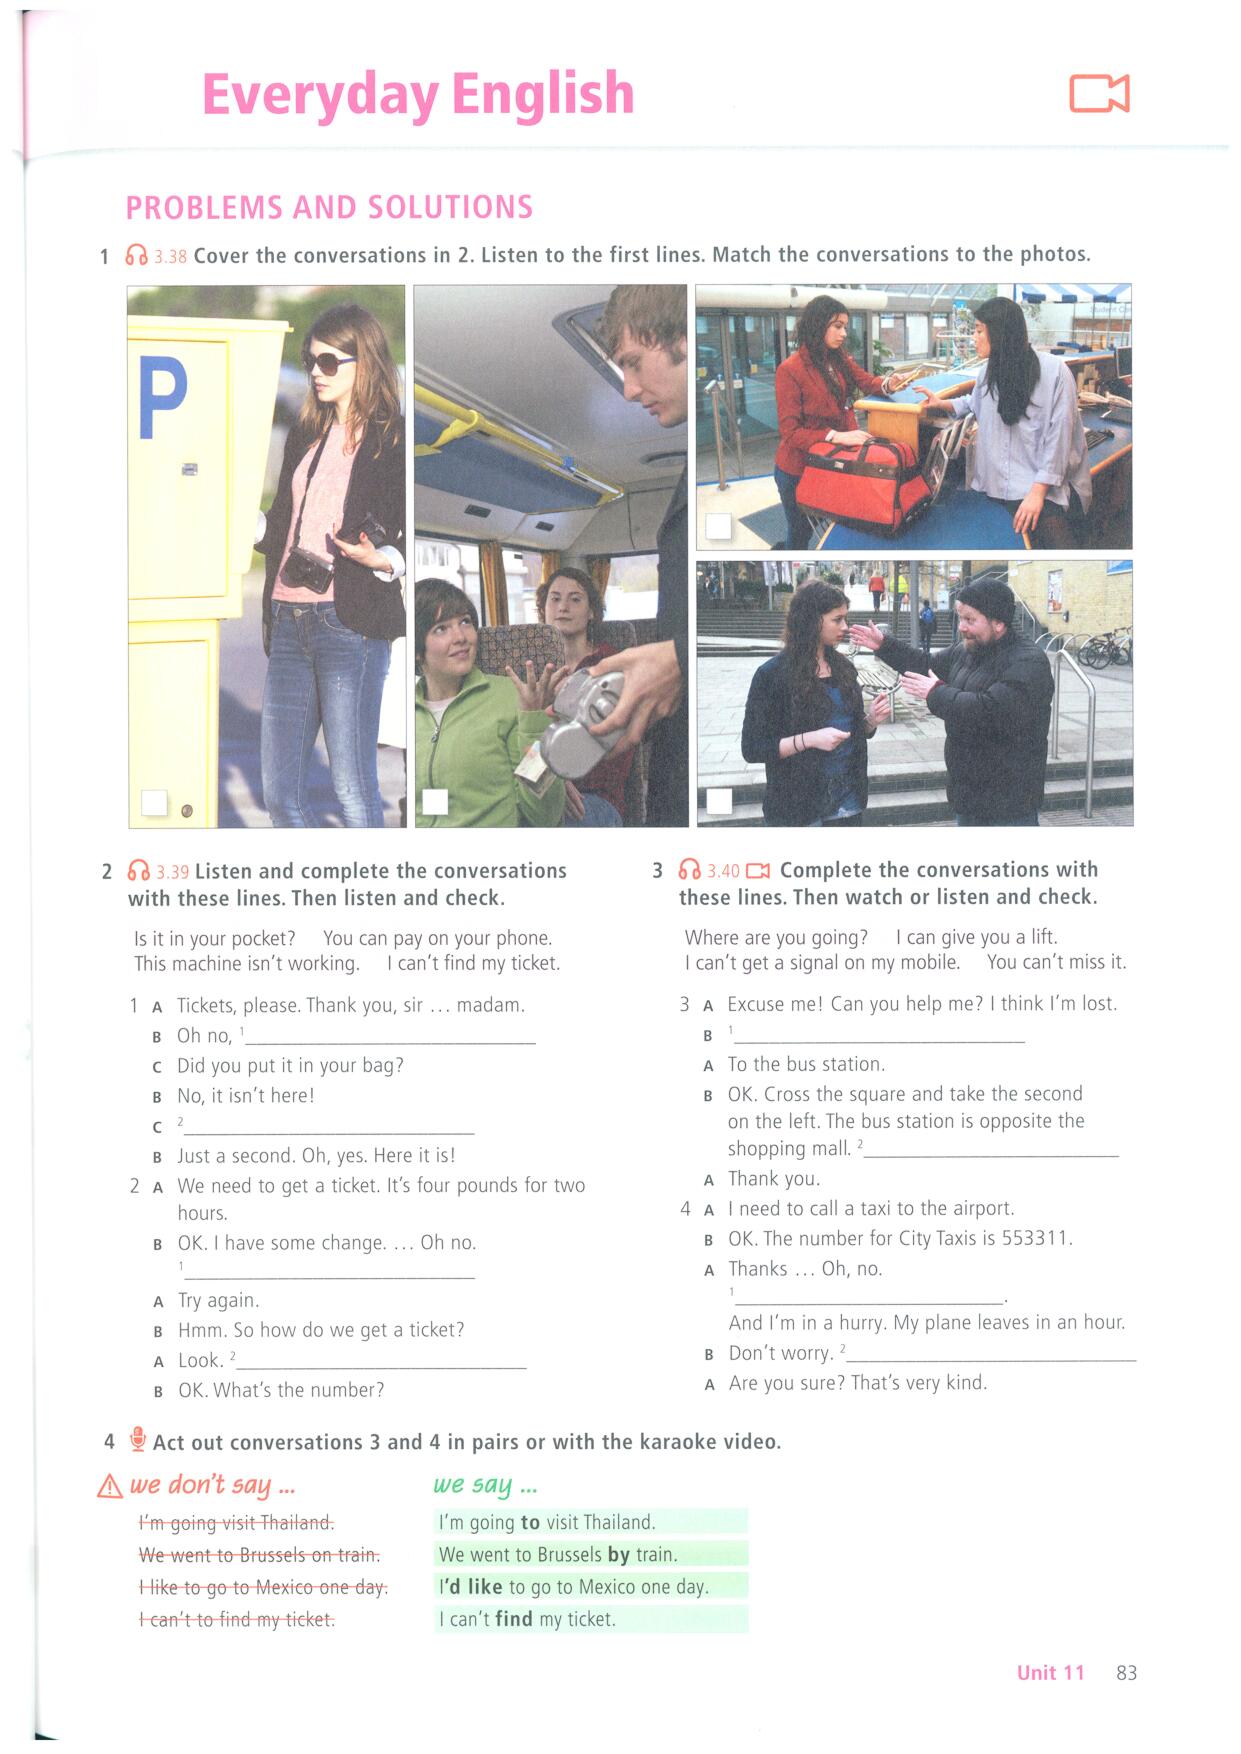 Everyday English
PROBLEMS AND SOLUTIONS
1 3.38 Cover the conversations in 2. Listen to the first lines. Match the conversations to the photos.
P
2 3.39 Listen and complete the conversations
with these lines. Then listen and check.
Is it in your pocket? You can pay on your phone.
This machine isn't working. I can't find my ticket.
1 A Tickets, please. Thank you, sir … madam.
B Oh no, 1______________________________
C Did you put it in your bag?
B No, it isn't here!
C 2______________________________
B Just a second. Oh, yes. Here it is!
2 A We need to get a ticket. It's four pounds for two
hours.
B OK. I have some change. … Oh no.
1______________________________
A Try again.
B Hmm. So how do we get a ticket?
A Look. 2______________________________
B OK. What's the number?
3 3.40 Complete the conversations with
these lines. Then watch or listen and check.
Where are you going? I can give you a lift.
I can't get a signal on my mobile. You can't miss it.
3 A Excuse me! Can you help me? I think I'm lost.
B 1______________________________
A To the bus station.
B OK. Cross the square and take the second
on the left. The bus station is opposite the
shopping mall. 2__________________________
A Thank you.
4 A I need to call a taxi to the airport.
B OK. The number for City Taxis is 553311.
A Thanks … Oh, no.
1____________________________.
And I'm in a hurry. My plane leaves in an hour.
B Don't worry. 2______________________________
A Are you sure? That's very kind.
4 Act out conversations 3 and 4 in pairs or with the karaoke video.
we don't say ...
I'm going visit Thailand.
We went to Brussels on train.
I like to go to Mexico one day.
I can't to find my ticket.
we say ...
I'm going to visit Thailand.
We went to Brussels by train.
I'd like to go to Mexico one day.
I can't find my ticket.
Unit 11 83